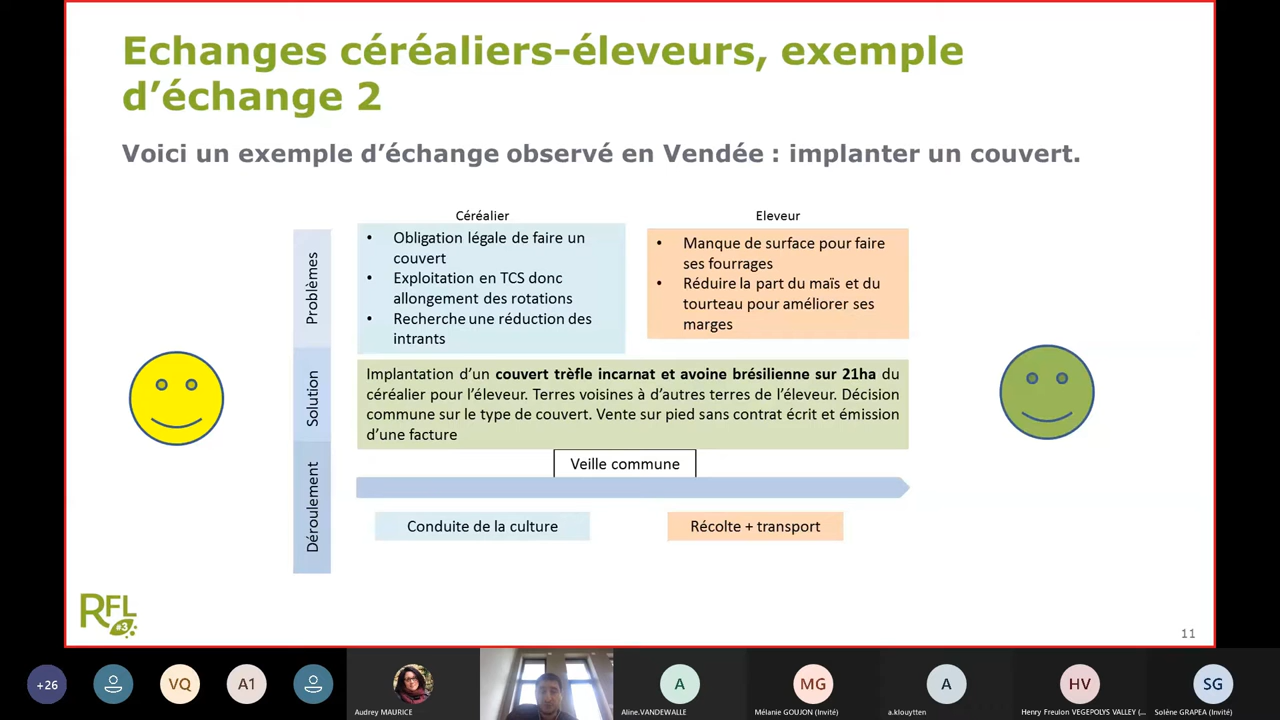 Echanges céréaliers-éleveurs, exemple
d'échange 2
Voici un exemple d'échange observé en Vendée : implanter un couvert.
Céréalier
Eleveur
Problèmes
• Obligation légale de faire un
couvert
• Exploitation en TCS donc
allongement des rotations
• Recherche une réduction des
intrants
• Manque de surface pour faire
ses fourrages
• Réduire la part du maïs et du
tourteau pour améliorer ses
marges
Solution
Implantation d'un couvert trèfle incarnat et avoine brésilienne sur 21ha du
céréalier pour l'éleveur. Terres voisines à d'autres terres de l'éleveur. Décision
commune sur le type de couvert. Vente sur pied sans contrat écrit et émission
d'une facture
Déroulement
Veille commune
Conduite de la culture
Récolte + transport
RFL
#3
11
+26
VQ
A1
Audrey MAURICE
A
Aline.VANDEWALLE
MG
Mélanie GOUJON (Invité)
A
a.klouytten
HV
Henry Freulon VEGEPOLYS VALLEY (...
SG
Solène GRAPEA (Invité)